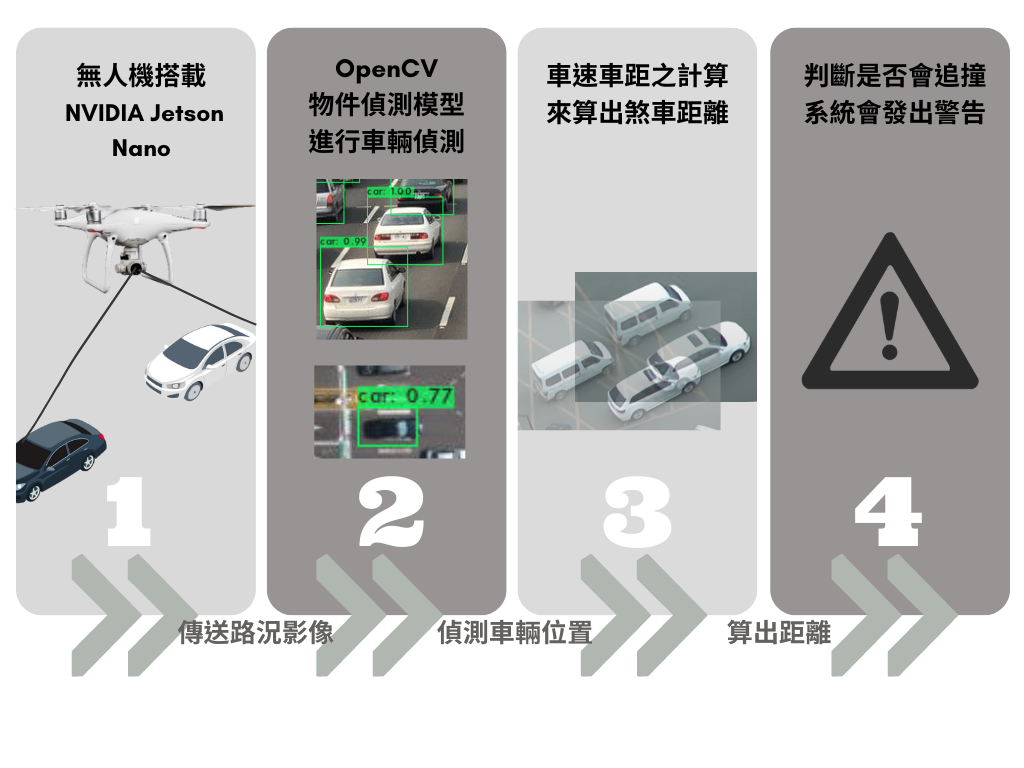 無人機搭載
NVIDIA Jetson
Nano
OpenCV
物件偵測模型
進行車輛偵測
car: 1.00
car: 0.99
car: 0.77
車速車距之計算
來算出煞車距離
判斷是否會追撞
系統會發出警告
1
2
3
4
傳送路況影像
偵測車輛位置
算出距離